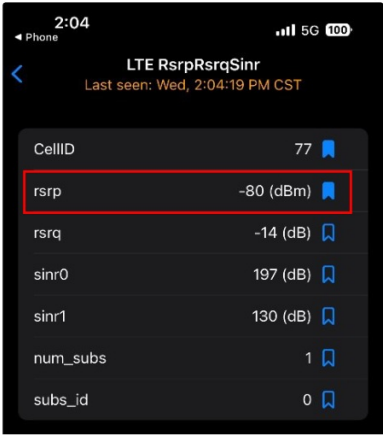 2:04
5G 100
◀ Phone
LTE RsrpRsrqSinr
Last seen: Wed, 2:04:19 PM CST
CellID 77
rsrp -80 (dBm)
rsrq -14 (dB)
sinr0 197 (dB)
sinr1 130 (dB)
num_subs 1
subs_id 0